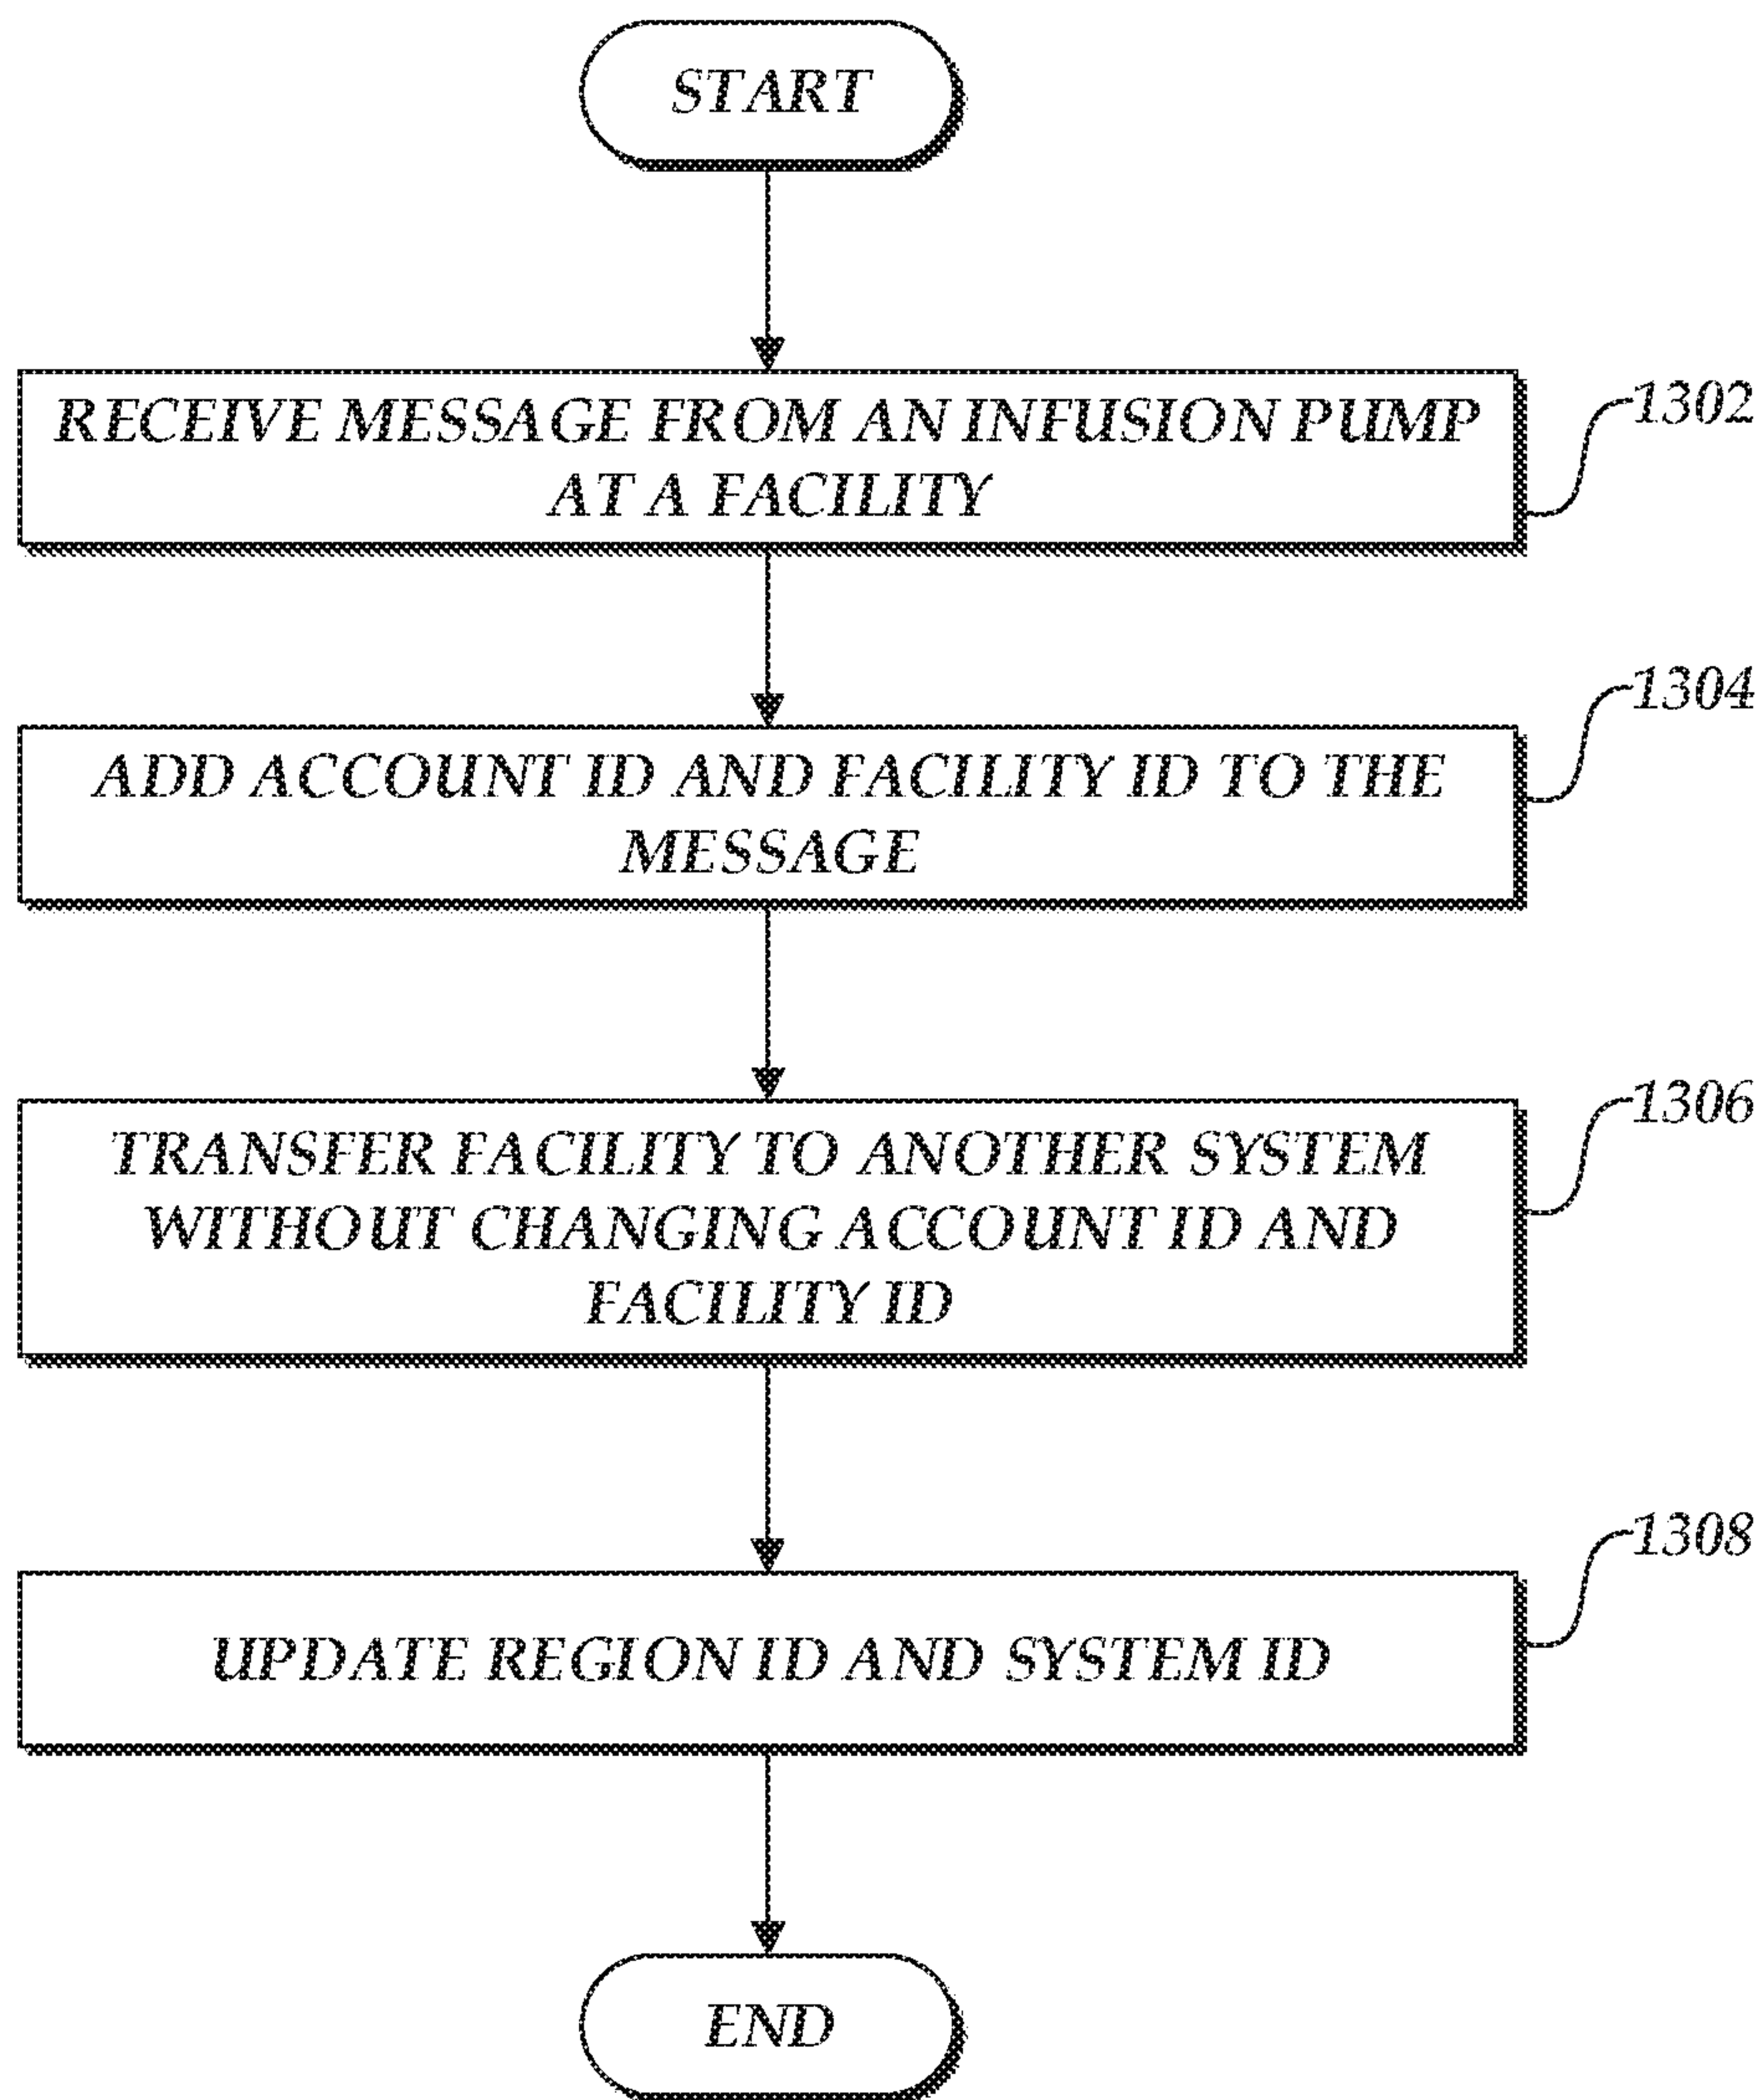 START
RECEIVE MESSAGE FROM AN INFUSION PUMP
AT A FACILITY
1302
ADD ACCOUNT ID AND FACILITY ID TO THE
MESSAGE
1304
TRANSFER FACILITY TO ANOTHER SYSTEM
WITHOUT CHANGING ACCOUNT ID AND
FACILITY ID
1306
UPDATE REGION ID AND SYSTEM ID
1308
END